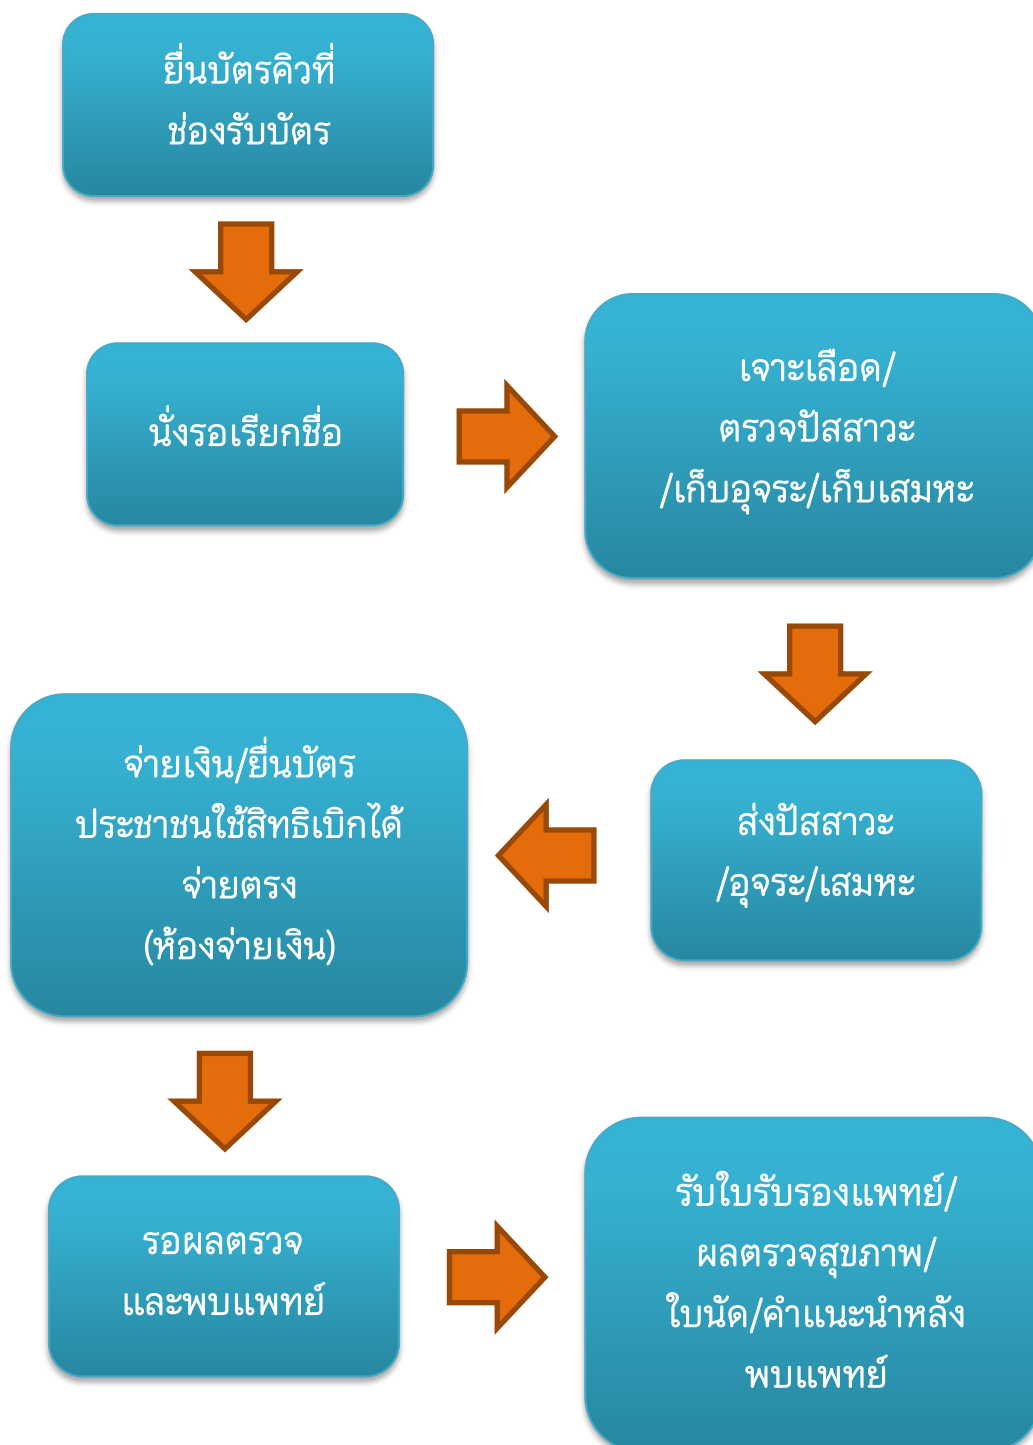 ยื่นบัตรคิวที่
ช่องรับบัตร
นั่งรอเรียกชื่อ
เจาะเลือด/
ตรวจปัสสาวะ
/เก็บอุจระ/เก็บเสมหะ
ส่งปัสสาวะ
/อุจระ/เสมหะ
จ่ายเงิน/ยื่นบัตร
ประชาชนใช้สิทธิเบิกได้
จ่ายตรง
(ห้องจ่ายเงิน)
รอผลตรวจ
และพบแพทย์
รับใบรับรองแพทย์/
ผลตรวจสุขภาพ/
ใบนัด/คำแนะนำหลัง
พบแพทย์